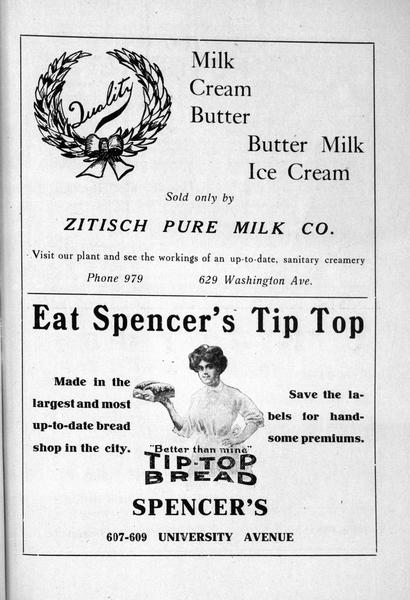 Quality
Milk
Cream
Butter
Butter Milk
Ice Cream
Sold only by
ZITISCH PURE MILK CO.
Visit our plant and see the workings of an up-to-date, sanitary creamery
Phone 979 629 Washington Ave.
Eat Spencer's Tip Top
Made in the
largest and most
up-to-date bread
shop in the city.
Save the la-
bels for hand-
some premiums.
"Better than mine"
TIP-TOP
BREAD
SPENCER'S
607-609 UNIVERSITY AVENUE